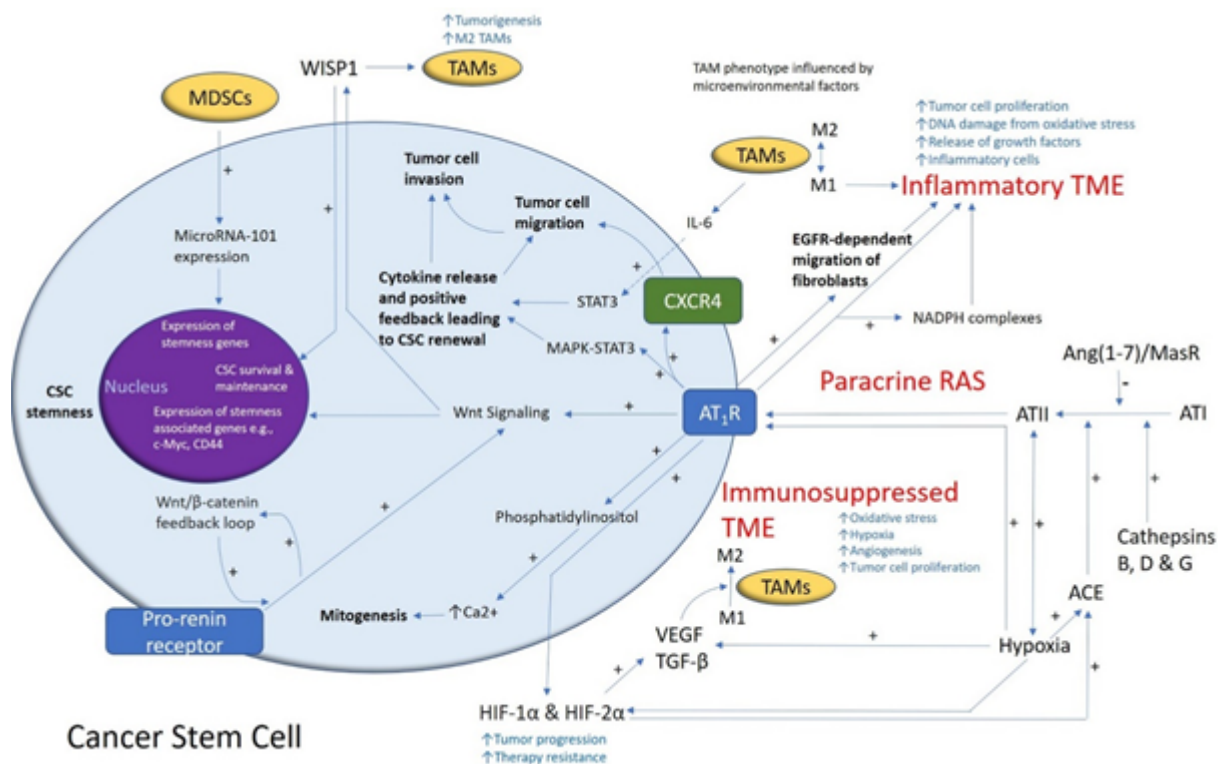 ↑Tumorigenesis
↑M2 TAMs
WISP1
TAMs
MDSCs
TAM phenotype influenced by
microenvironmental factors
↑Tumor cell proliferation
↑DNA damage from oxidative stress
↑Release of growth factors
↑Inflammatory cells
M2
TAMs
M1
Inflammatory TME
Tumor cell
invasion
Tumor cell
migration
IL-6
+
+
MicroRNA-101
expression
EGFR-dependent
migration of
fibroblasts
+
Cytokine release
and positive
feedback leading
to CSC renewal
STAT3
CXCR4
MAPK-STAT3
+
+
+
+
NADPH complexes
Expression of
stemness genes
CSC survival &
maintenance
Nucleus
Expression of stemness
associated genes e.g.,
c-Myc, CD44
CSC
stemness
Ang(1-7)/MasR
-
Paracrine RAS
Wnt Signaling
+
AT1R
ATII
ATI
+
+
Wnt/β-catenin
feedback loop
+
+
+
Phosphatidylinositol
+
Immunosuppressed
TME
↑Oxidative stress
↑Hypoxia
↑Angiogenesis
↑Tumor cell proliferation
M2
TAMs
M1
+
+
+
+
Cathepsins
B, D & G
ACE
Pro-renin
receptor
Mitogenesis
↑Ca2+
VEGF
TGF-β
+
Hypoxia
+
+
+
HIF-1α & HIF-2α
↑Tumor progression
↑Therapy resistance
Cancer Stem Cell